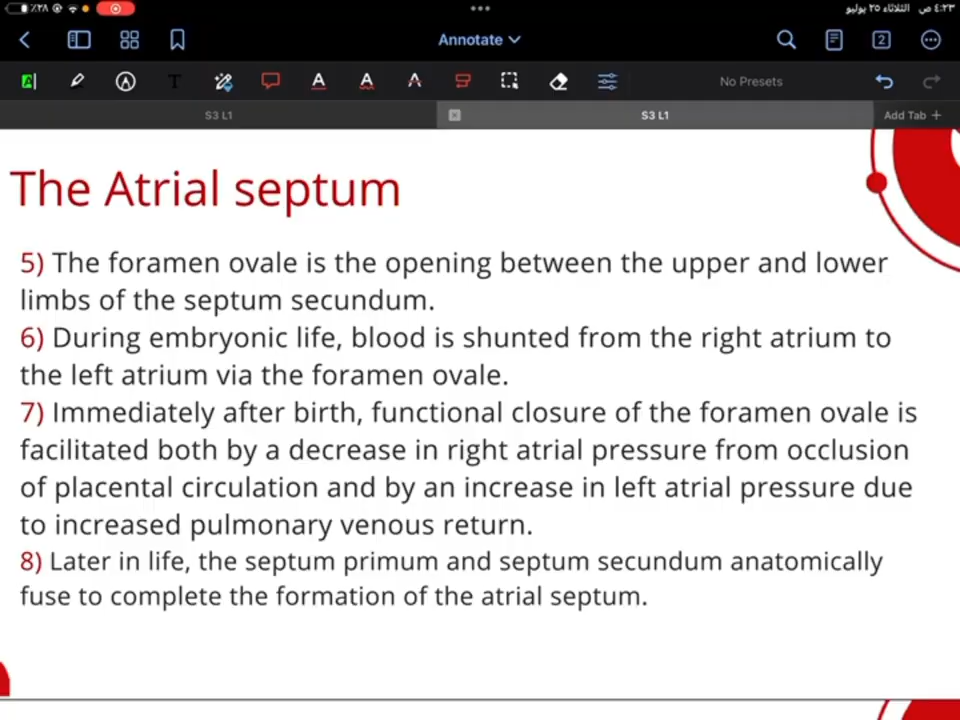 ٪٢٨ ٤:٢٣ ص الثلاثاء ٢٥ يوليو
Annotate
2
T
A A A
No Presets
S3 L1 S3 L1 Add Tab +
The Atrial septum
5) The foramen ovale is the opening between the upper and lower
limbs of the septum secundum.
6) During embryonic life, blood is shunted from the right atrium to
the left atrium via the foramen ovale.
7) Immediately after birth, functional closure of the foramen ovale is
facilitated both by a decrease in right atrial pressure from occlusion
of placental circulation and by an increase in left atrial pressure due
to increased pulmonary venous return.
8) Later in life, the septum primum and septum secundum anatomically
fuse to complete the formation of the atrial septum.